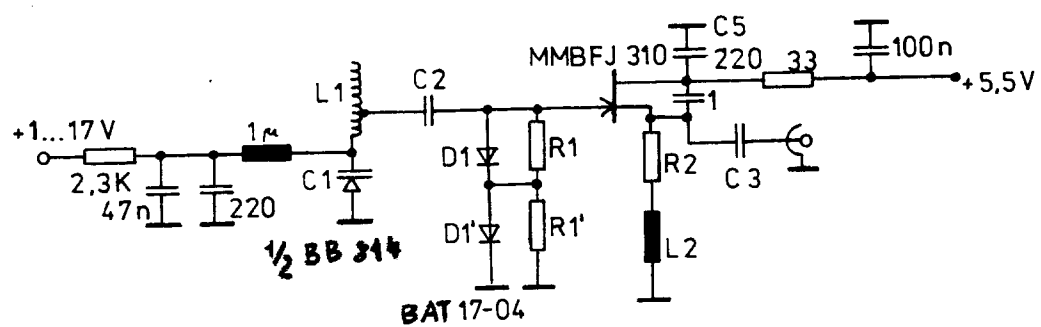 C5
MMBFJ 310
220
33
100n
+5,5V
L1
C2
1
+1...17V
1µ
D1
R1
R2
C3
C1
2,3K
47n
220
D1'
R1'
L2
½ BB 814
BAT 17-04